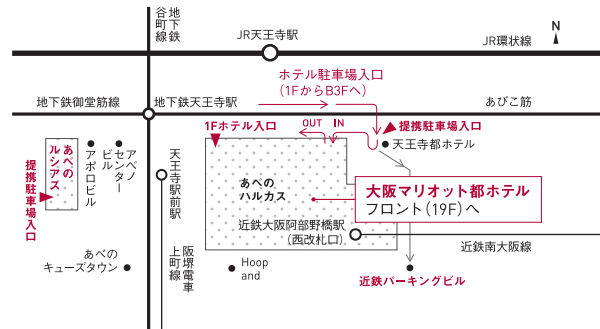 地下鉄
谷町線
JR天王寺駅
N
JR環状線
ホテル駐車場入口
(1FからB3Fへ)
地下鉄御堂筋線
地下鉄天王寺駅
あびこ筋
OUT IN
1Fホテル入口
提携駐車場入口
天王寺都ホテル
あべの
ルシアス
提携駐車場入口
アポロビル
アベノ
センター
ビル
天王寺駅前駅
あべの
ハルカス
大阪マリオット都ホテル
フロント(19F)へ
近鉄大阪阿部野橋駅
(西改札口)
近鉄南大阪線
あべの
キューズタウン
阪堺電車
上町線
Hoop
and
近鉄パーキングビル